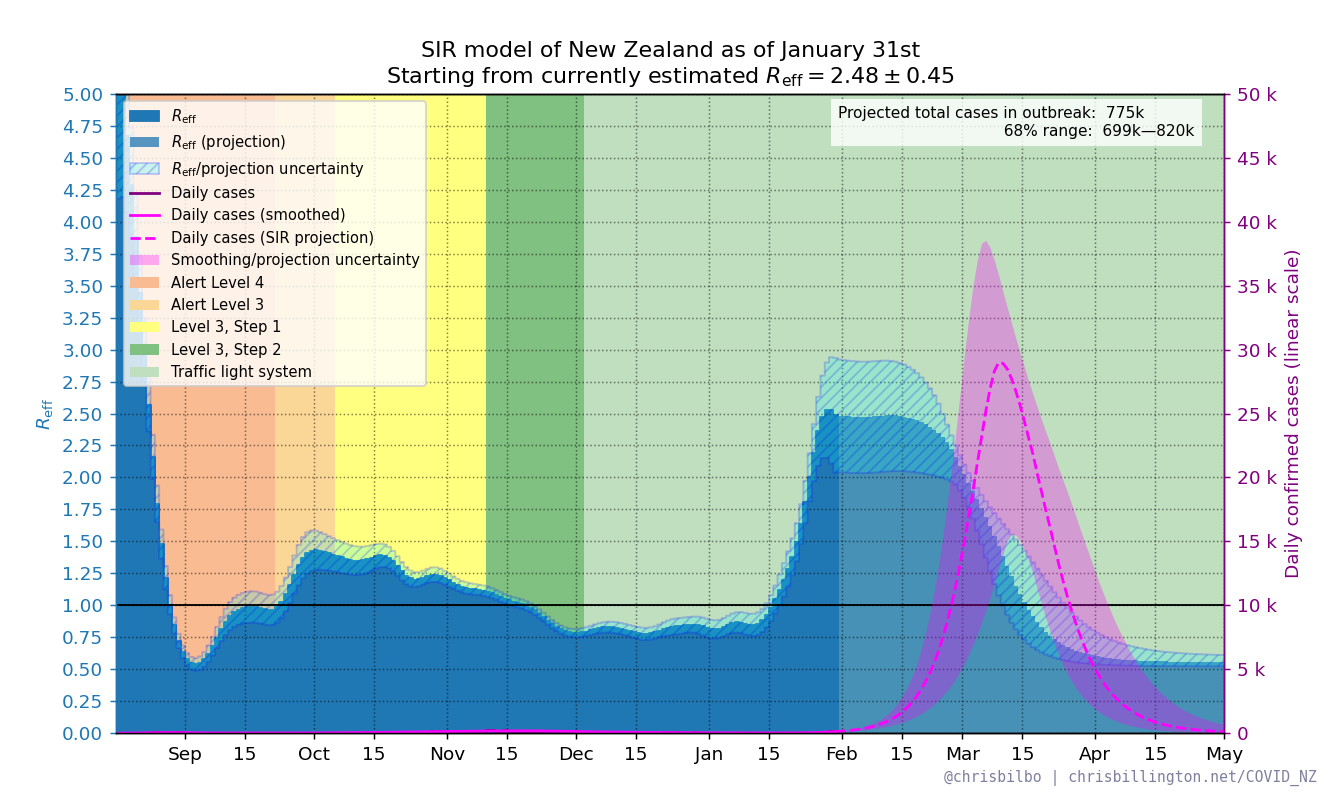 SIR model of New Zealand as of January 31st
Starting from currently estimated Reff = 2.48 ± 0.45
Projected total cases in outbreak: 775k
68% range: 699k—820k
Reff
Reff (projection)
Reff/projection uncertainty
Daily cases
Daily cases (smoothed)
Daily cases (SIR projection)
Smoothing/projection uncertainty
Alert Level 4
Alert Level 3
Level 3, Step 1
Level 3, Step 2
Traffic light system
5.00
4.75
4.50
4.25
4.00
3.75
3.50
3.25
3.00
2.75
2.50
2.25
2.00
1.75
1.50
1.25
1.00
0.75
0.50
0.25
0.00
Reff
50 k
45 k
40 k
35 k
30 k
25 k
20 k
15 k
10 k
5 k
0
Daily confirmed cases (linear scale)
Sep 15 Oct 15 Nov 15 Dec 15 Jan 15 Feb 15 Mar 15 Apr 15 May
@chrisbilbo | chrisbillington.net/COVID_NZ